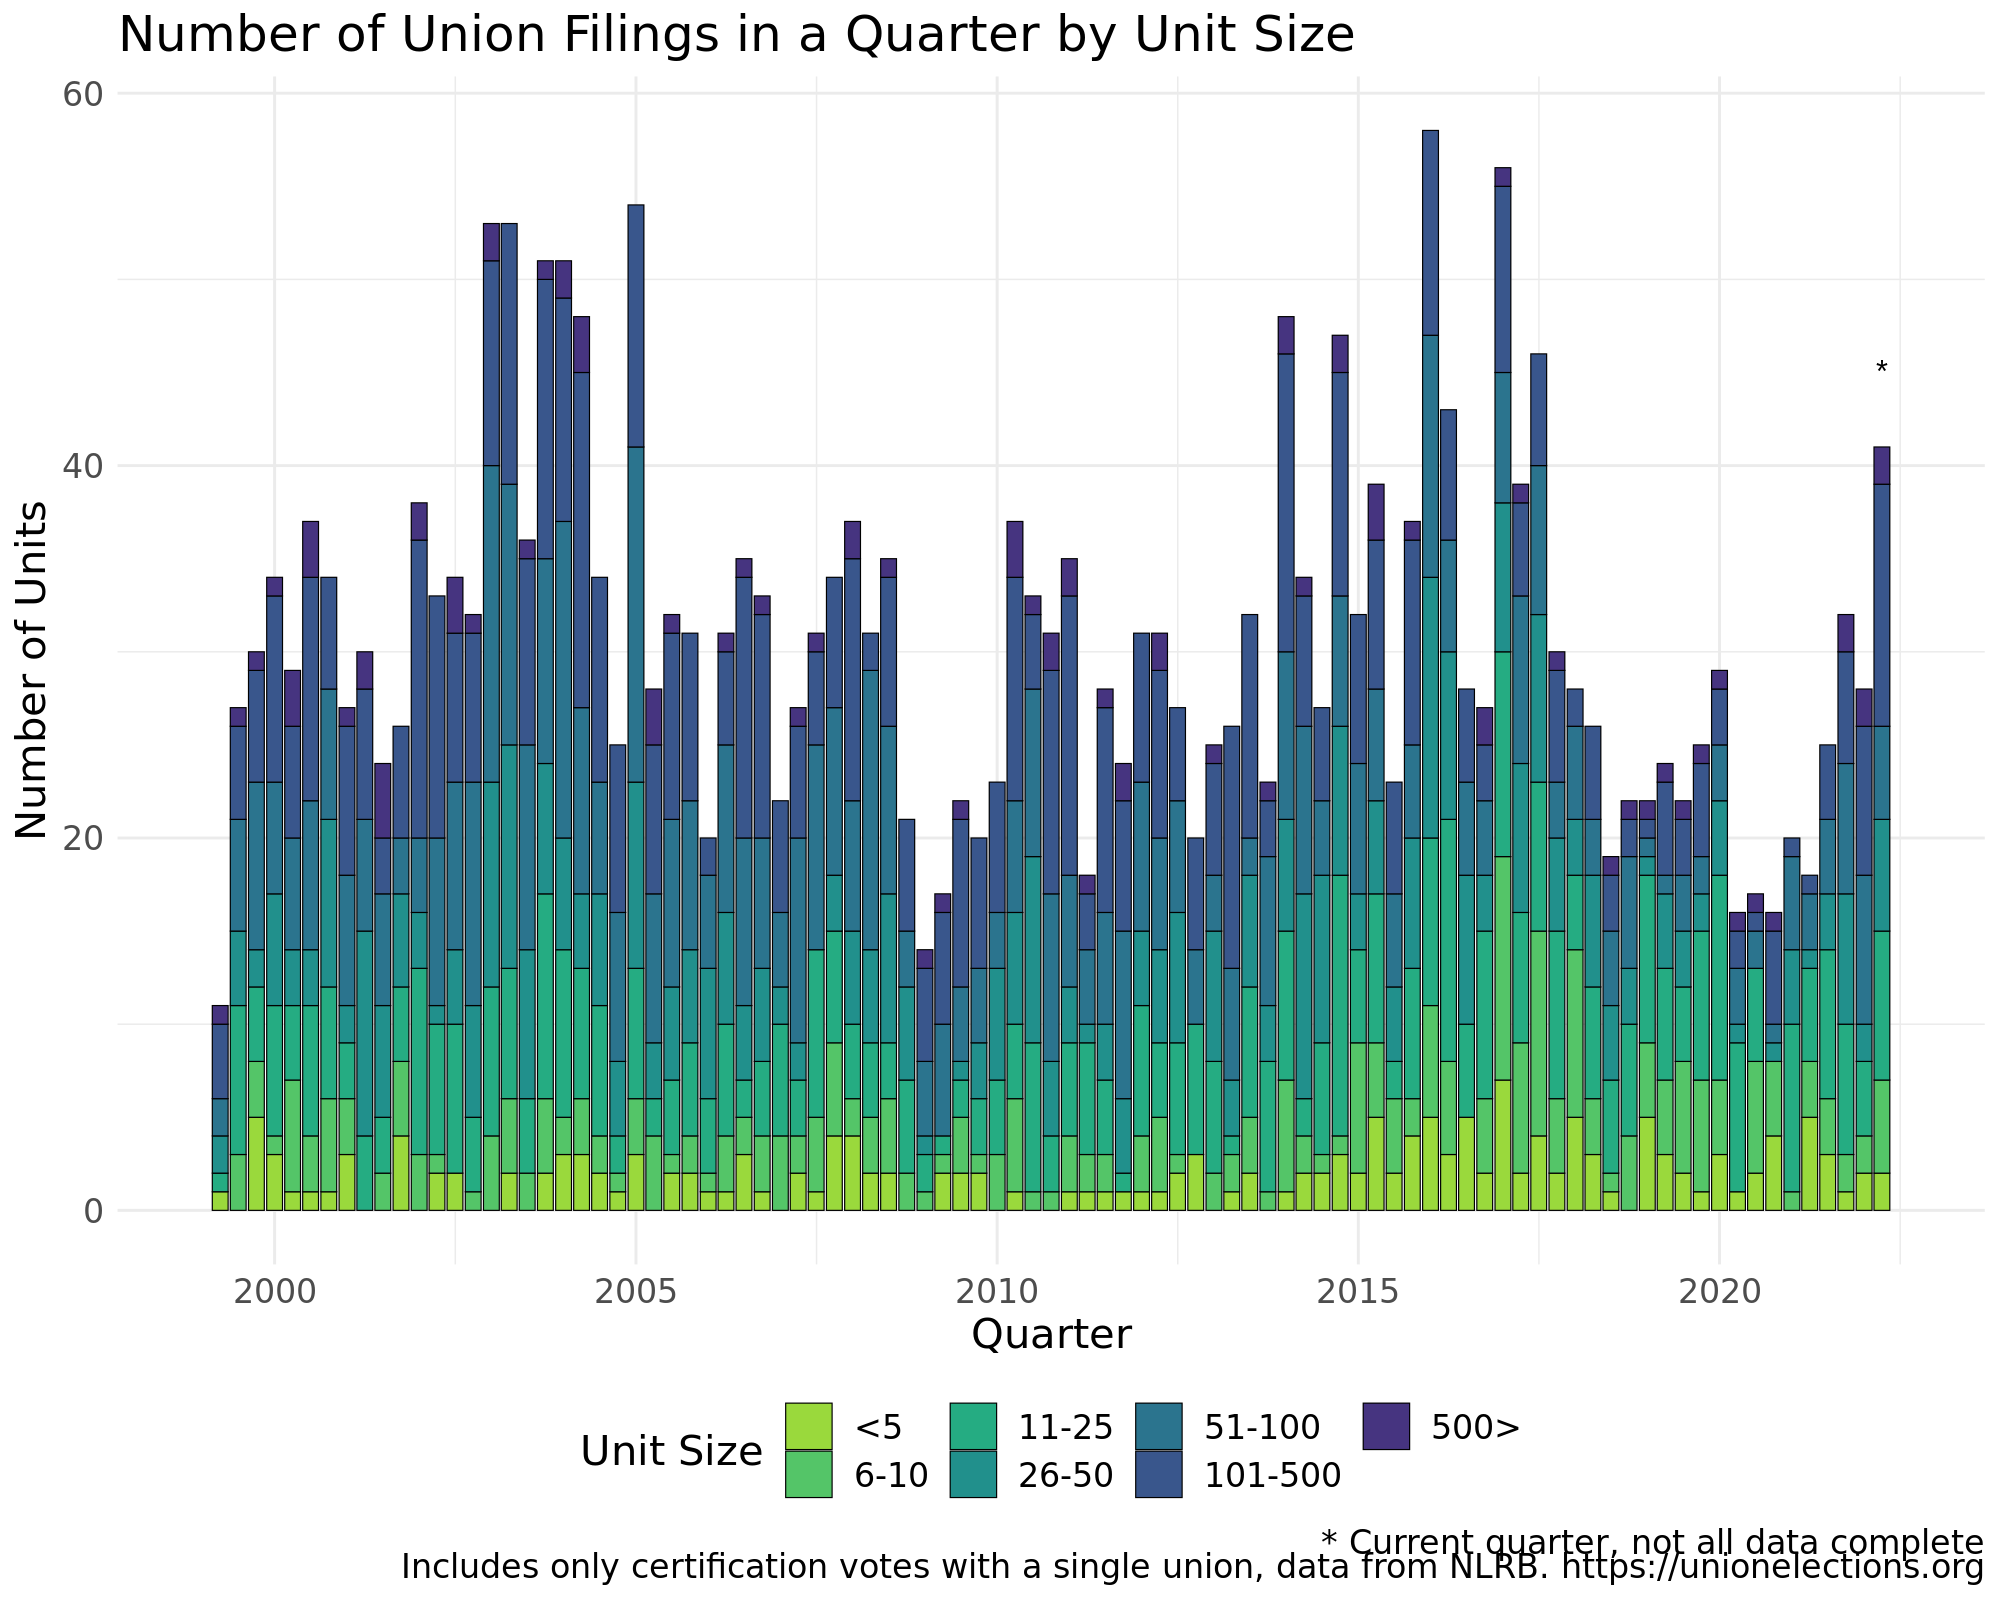 Number of Union Filings in a Quarter by Unit Size
60
40
20
0
Number of Units
*
2000 2005 2010 2015 2020
Quarter
Unit Size
<5 11-25 51-100 500>
6-10 26-50 101-500
* Current quarter, not all data complete
Includes only certification votes with a single union, data from NLRB. https://unionelections.org